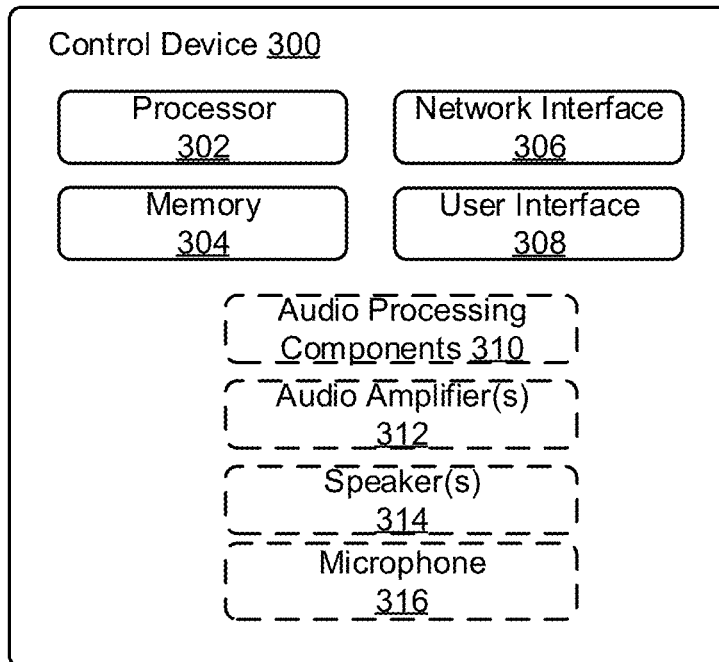 Control Device 300
Processor
302
Network Interface
306
Memory
304
User Interface
308
Audio Processing
Components 310
Audio Amplifier(s)
312
Speaker(s)
314
Microphone
316